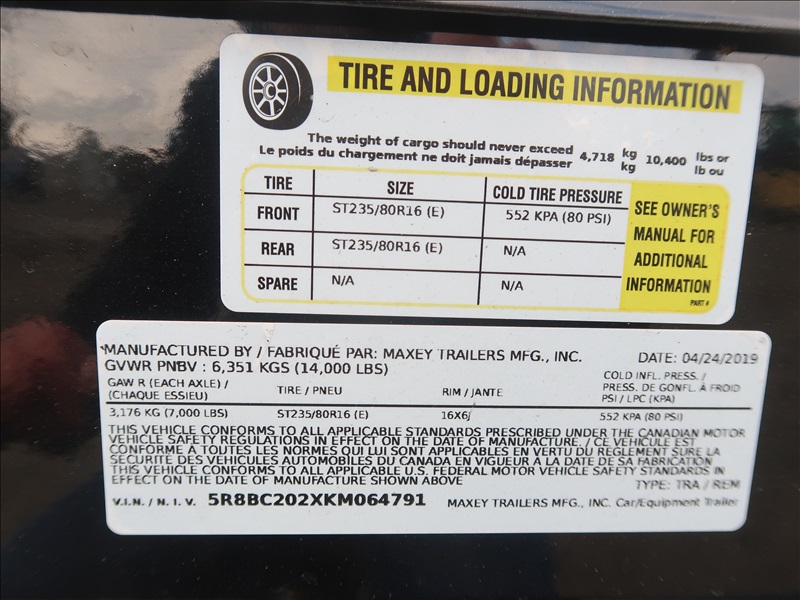 TIRE AND LOADING INFORMATION
The weight of cargo should never exceed 4,718 kg 10,400 lbs or
Le poids du chargement ne doit jamais dépasser kg lb ou
TIRE SIZE COLD TIRE PRESSURE
FRONT ST235/80R16 (E) 552 KPA (80 PSI)
REAR ST235/80R16 (E) N/A
SPARE N/A N/A
SEE OWNER'S
MANUAL FOR
ADDITIONAL
INFORMATION
PART #
MANUFACTURED BY / FABRIQUÉ PAR: MAXEY TRAILERS MFG., INC. DATE: 04/24/2019
GVWR PNBV : 6,351 KGS (14,000 LBS)
GAW R (EACH AXLE) / TIRE / PNEU RIM / JANTE COLD INFL. PRESS. /
(CHAQUE ESSIEU) PRESS. DE GONFL. À FROID
PSI / LPC (KPA)
3,176 KG (7,000 LBS) ST235/80R16 (E) 16X6J 552 KPA (80 PSI)
THIS VEHICLE CONFORMS TO ALL APPLICABLE STANDARDS PRESCRIBED UNDER THE CANADIAN MOTOR
VEHICLE SAFETY REGULATIONS IN EFFECT ON THE DATE OF MANUFACTURE. / CE VÉHICULE EST
CONFORME À TOUTES LES NORMES QUI LUI SONT APPLICABLES EN VERTU DU RÈGLEMENT SUR LA
SÉCURITÉ DES VÉHICULES AUTOMOBILES DU CANADA EN VIGUEUR À LA DATE DE SA FABRICATION
THIS VEHICLE CONFORMS TO ALL APPLICABLE U.S. FEDERAL MOTOR VEHICLE SAFETY STANDARDS IN
EFFECT ON THE DATE OF MANUFACTURE SHOWN ABOVE
TYPE: TRA / REM
V.I.N. / N.I.V. 5R8BC202XKM064791 MAXEY TRAILERS MFG., INC. Car/Equipment Trailer